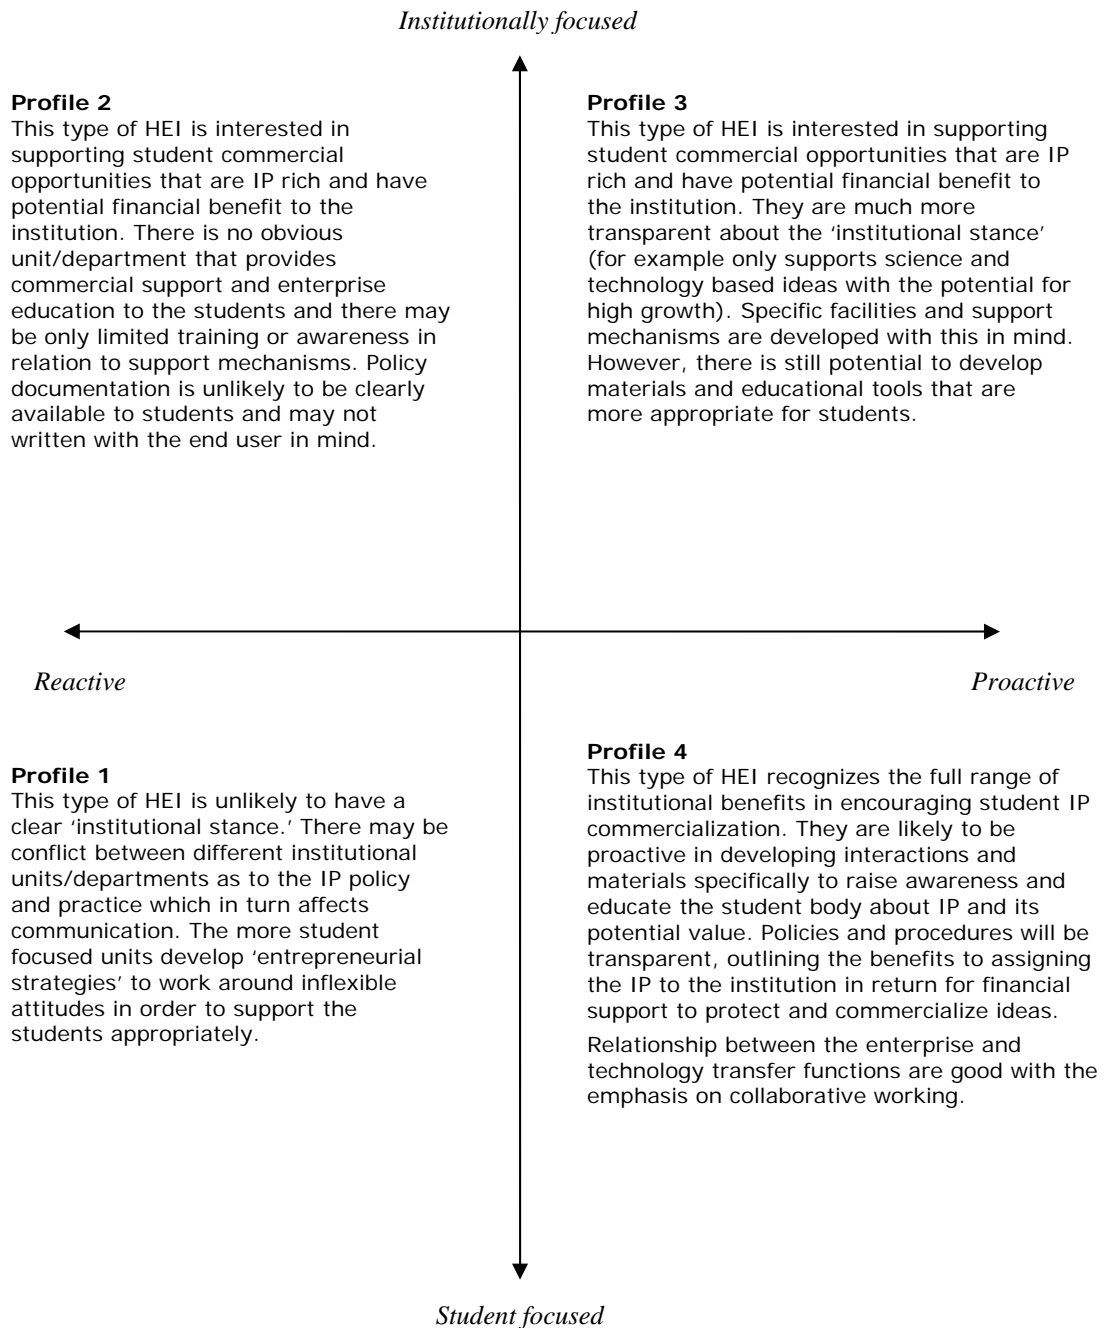 Institutionally focused
Profile 2
This type of HEI is interested in
supporting student commercial
opportunities that are IP rich and have
potential financial benefit to the
institution. There is no obvious
unit/department that provides
commercial support and enterprise
education to the students and there may
be only limited training or awareness in
relation to support mechanisms. Policy
documentation is unlikely to be clearly
available to students and may not
written with the end user in mind.
Profile 3
This type of HEI is interested in supporting
student commercial opportunities that are IP
rich and have potential financial benefit to
the institution. They are much more
transparent about the ‘institutional stance’
(for example only supports science and
technology based ideas with the potential for
high growth). Specific facilities and support
mechanisms are developed with this in mind.
However, there is still potential to develop
materials and educational tools that are
more appropriate for students.
Reactive
Proactive
Profile 1
This type of HEI is unlikely to have a
clear ‘institutional stance.’ There may be
conflict between different institutional
units/departments as to the IP policy
and practice which in turn affects
communication. The more student
focused units develop ‘entrepreneurial
strategies’ to work around inflexible
attitudes in order to support the
students appropriately.
Profile 4
This type of HEI recognizes the full range of
institutional benefits in encouraging student IP
commercialization. They are likely to be
proactive in developing interactions and
materials specifically to raise awareness and
educate the student body about IP and its
potential value. Policies and procedures will be
transparent, outlining the benefits to assigning
the IP to the institution in return for financial
support to protect and commercialize ideas.
Relationship between the enterprise and
technology transfer functions are good with the
emphasis on collaborative working.
Student focused